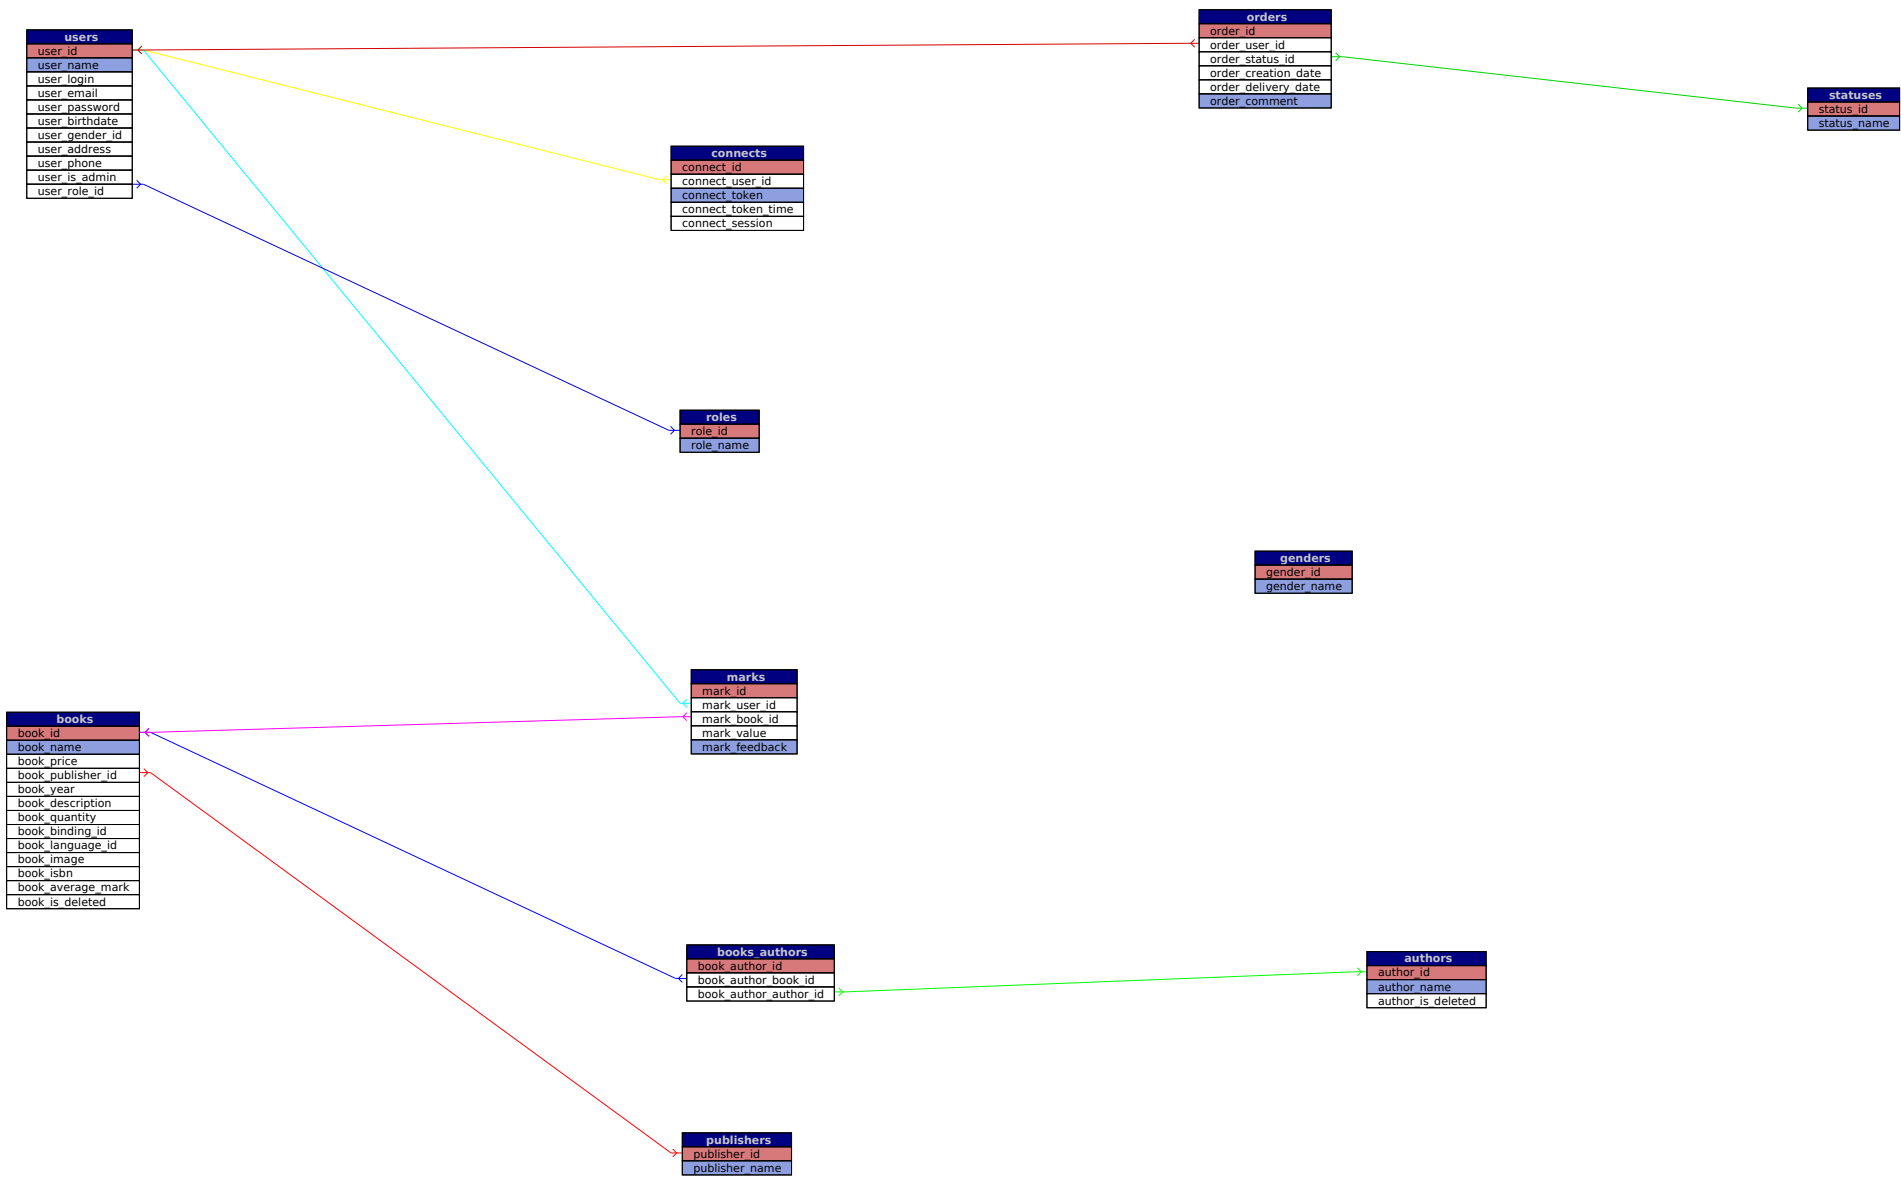 users
user_id
user_name
user_login
user_email
user_password
user_birthdate
user_gender_id
user_address
user_phone
user_is_admin
user_role_id
orders
order_id
order_user_id
order_status_id
order_creation_date
order_delivery_date
order_comment
statuses
status_id
status_name
connects
connect_id
connect_user_id
connect_token
connect_token_time
connect_session
roles
role_id
role_name
genders
gender_id
gender_name
marks
mark_id
mark_user_id
mark_book_id
mark_value
mark_feedback
books
book_id
book_name
book_price
book_publisher_id
book_year
book_description
book_quantity
book_binding_id
book_language_id
book_image
book_isbn
book_average_mark
book_is_deleted
books_authors
book_author_id
book_author_book_id
book_author_author_id
authors
author_id
author_name
author_is_deleted
publishers
publisher_id
publisher_name